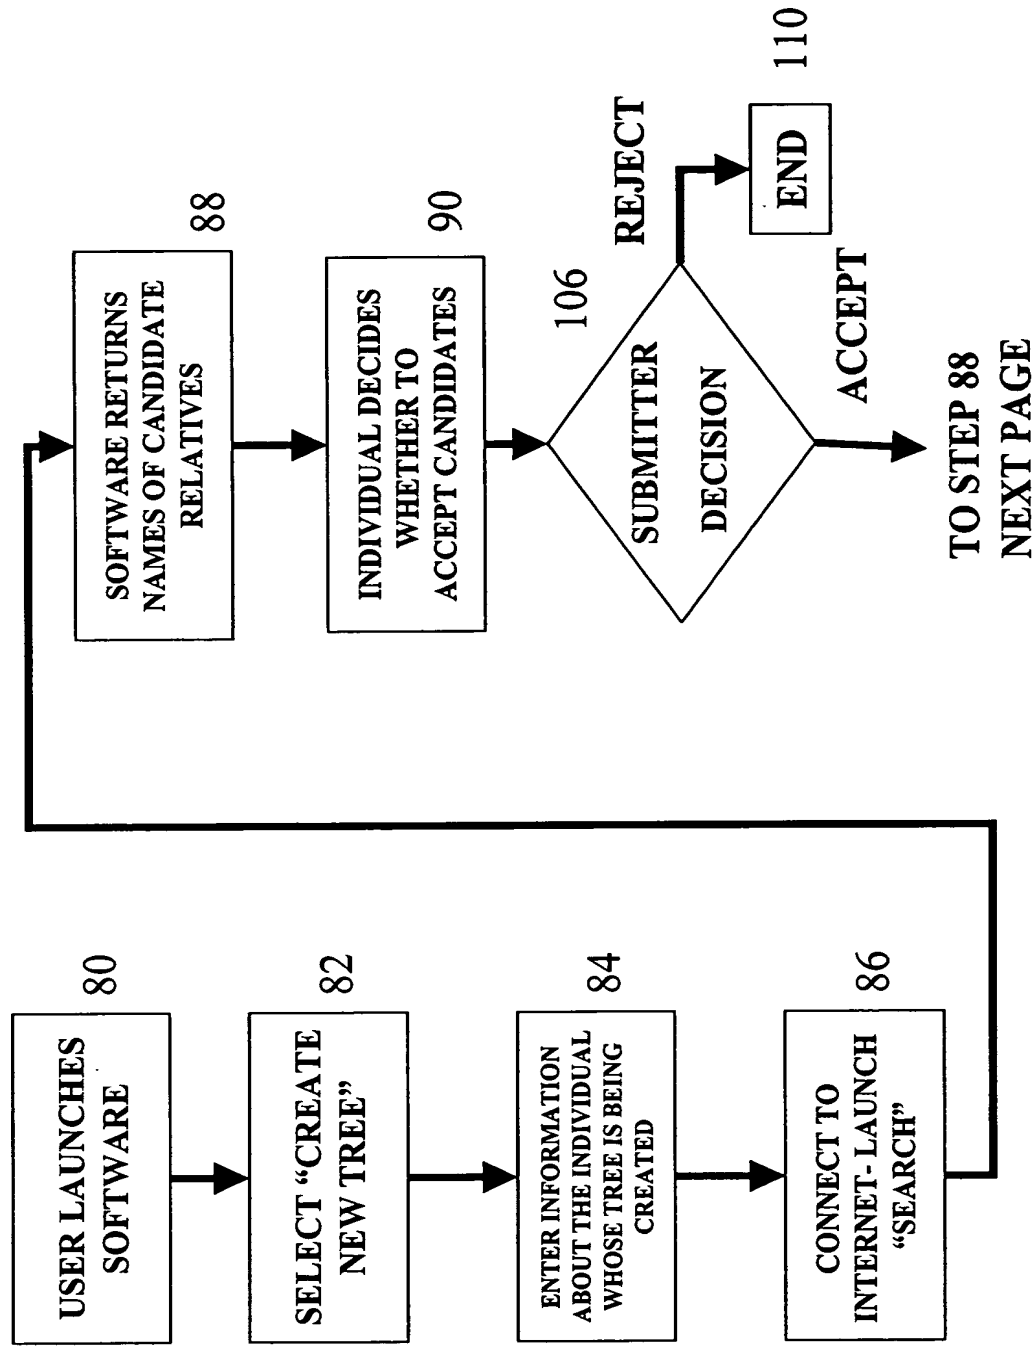 USER LAUNCHES
SOFTWARE
80
SELECT “CREATE
NEW TREE”
82
ENTER INFORMATION
ABOUT THE INDIVIDUAL
WHOSE TREE IS BEING
CREATED
84
CONNECT TO
INTERNET- LAUNCH
“SEARCH”
86
SOFTWARE RETURNS
NAMES OF CANDIDATE
RELATIVES
88
INDIVIDUAL DECIDES
WHETHER TO
ACCEPT CANDIDATES
90
SUBMITTER
DECISION
106
REJECT
END
110
ACCEPT
TO STEP 88
NEXT PAGE